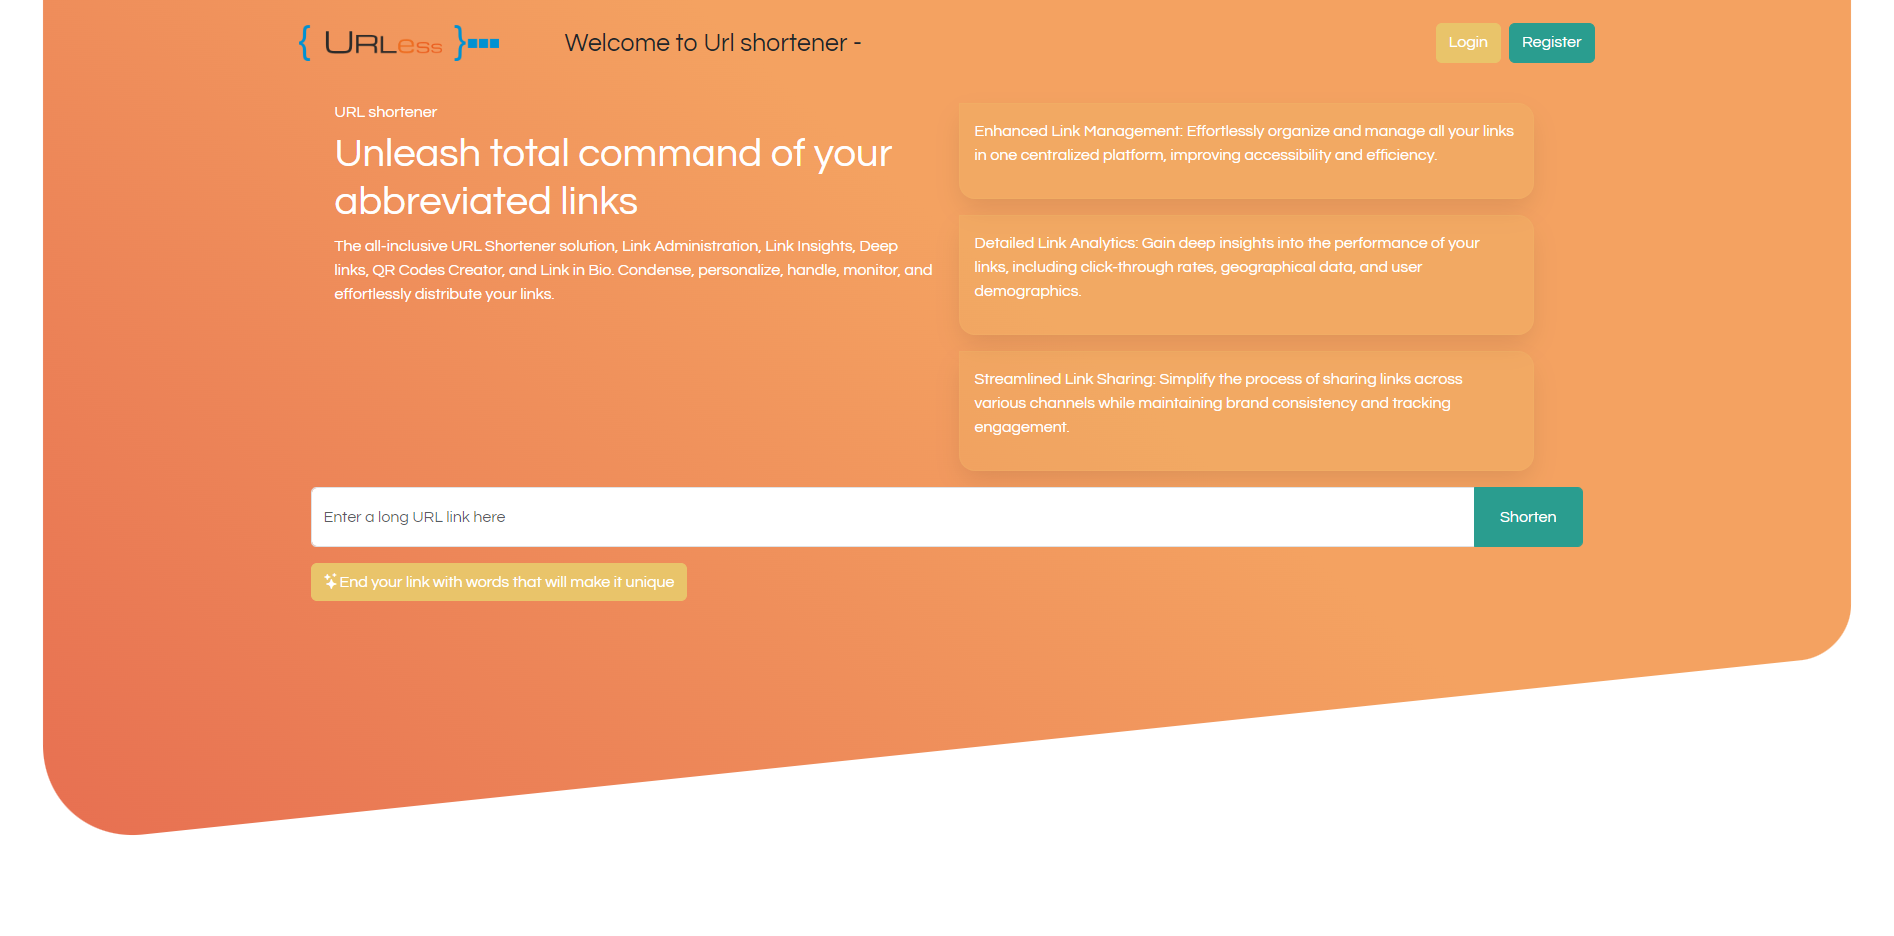 { URLess }
Welcome to Url shortener -
Login
Register
URL shortener
Unleash total command of your
abbreviated links
The all-inclusive URL Shortener solution, Link Administration, Link Insights, Deep
links, QR Codes Creator, and Link in Bio. Condense, personalize, handle, monitor, and
effortlessly distribute your links.
Enhanced Link Management: Effortlessly organize and manage all your links
in one centralized platform, improving accessibility and efficiency.
Detailed Link Analytics: Gain deep insights into the performance of your
links, including click-through rates, geographical data, and user
demographics.
Streamlined Link Sharing: Simplify the process of sharing links across
various channels while maintaining brand consistency and tracking
engagement.
Enter a long URL link here
Shorten
End your link with words that will make it unique